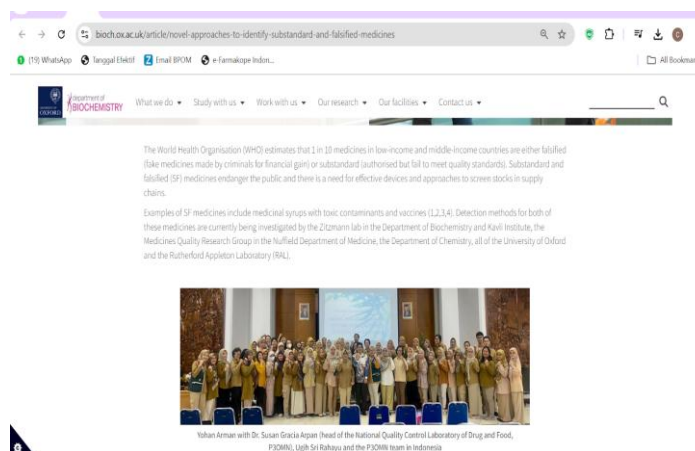 bioch.ox.ac.uk/article/novel-approaches-to-identify-substandard-and-falsified-medicines
(19) WhatsApp Tanggal Efektif Email BPOM e-Farmakope Indon... All Bookmar
UNIVERSITY OF OXFORD department of BIOCHEMISTRY What we do Study with us Work with us Our research Our facilities Contact us
The World Health Organisation (WHO) estimates that 1 in 10 medicines in low-income and middle-income countries are either falsified
(fake medicines made by criminals for financial gain) or substandard (authorised but fail to meet quality standards). Substandard and
falsified (SF) medicines endanger the public and there is a need for effective devices and approaches to screen stocks in supply
chains.
Examples of SF medicines include medicinal syrups with toxic contaminants and vaccines (1,2,3,4). Detection methods for both of
these medicines are currently being investigated by the Zitzmann lab in the Department of Biochemistry and Kavli Institute, the
Medicines Quality Research Group in the Nuffield Department of Medicine, the Department of Chemistry, all of the University of Oxford
and the Rutherford Appleton Laboratory (RAL).
Yohan Arman with Dr. Susan Gracia Arpan (head of the National Quality Control Laboratory of Drug and Food,
P3OMN), Ugih Sri Rahayu and the P3OMN team in Indonesia